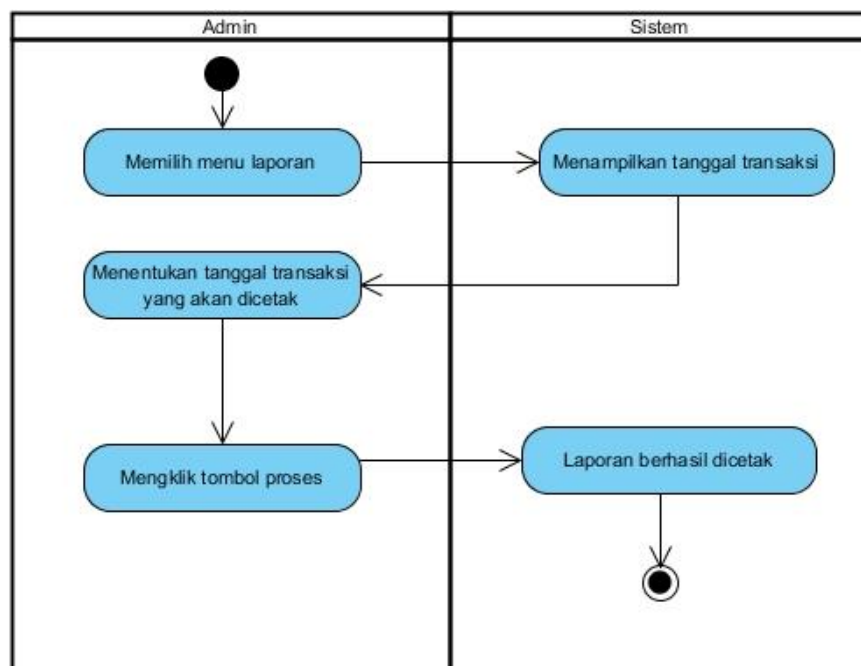 Admin
Sistem
Memilih menu laporan
Menampilkan tanggal transaksi
Menentukan tanggal transaksi
yang akan dicetak
Mengklik tombol proses
Laporan berhasil dicetak